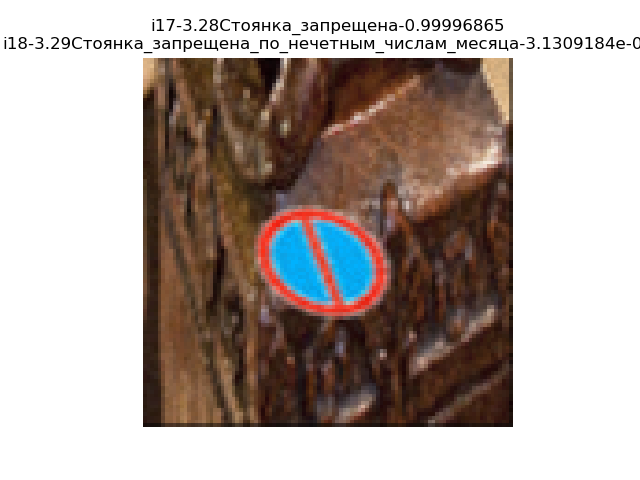 i17-3.28Стоянка_запрещена-0.99996865
i18-3.29Стоянка_запрещена_по_нечетным_числам_месяца-3.1309184e-0